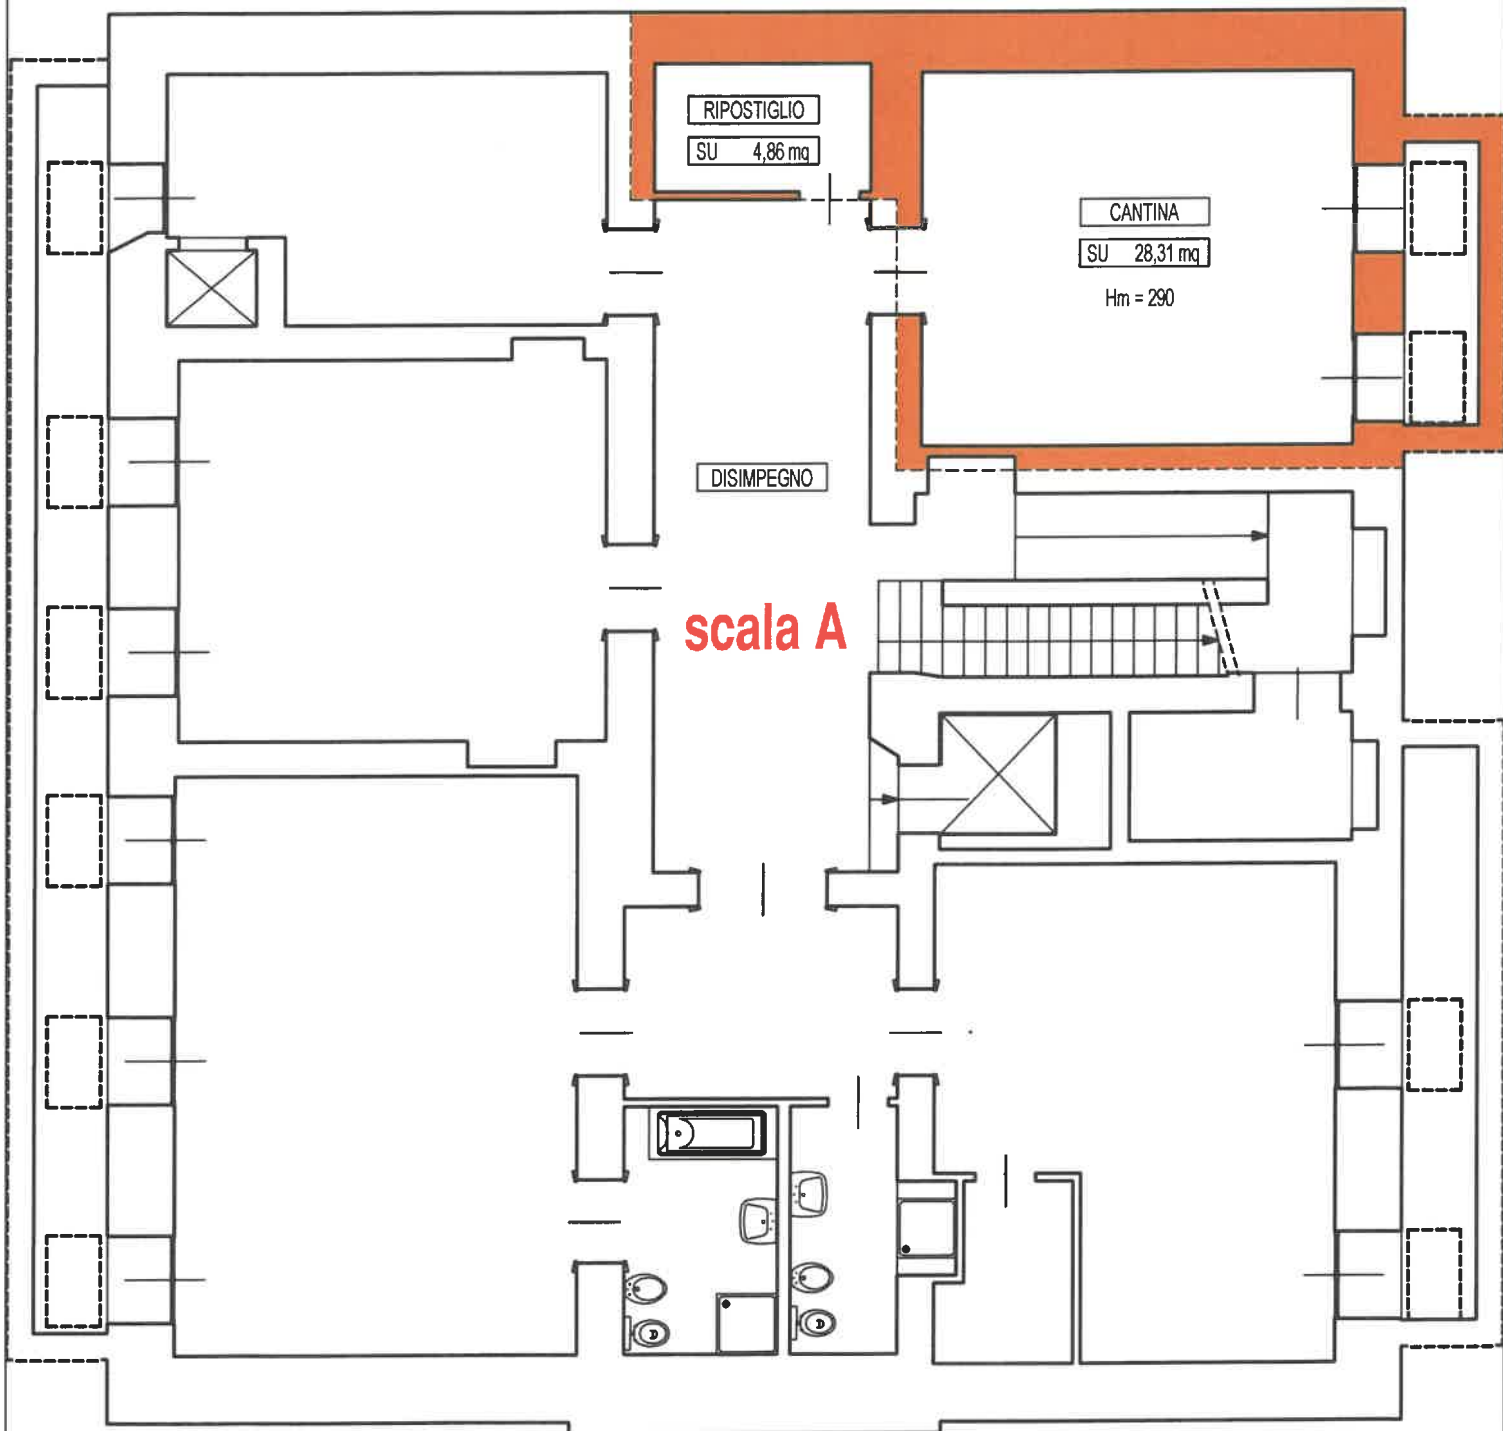 RIPOSTIGLIO
SU 4,86 mq
CANTINA
SU 28,31 mq
Hm = 290
DISIMPEGNO
scala A